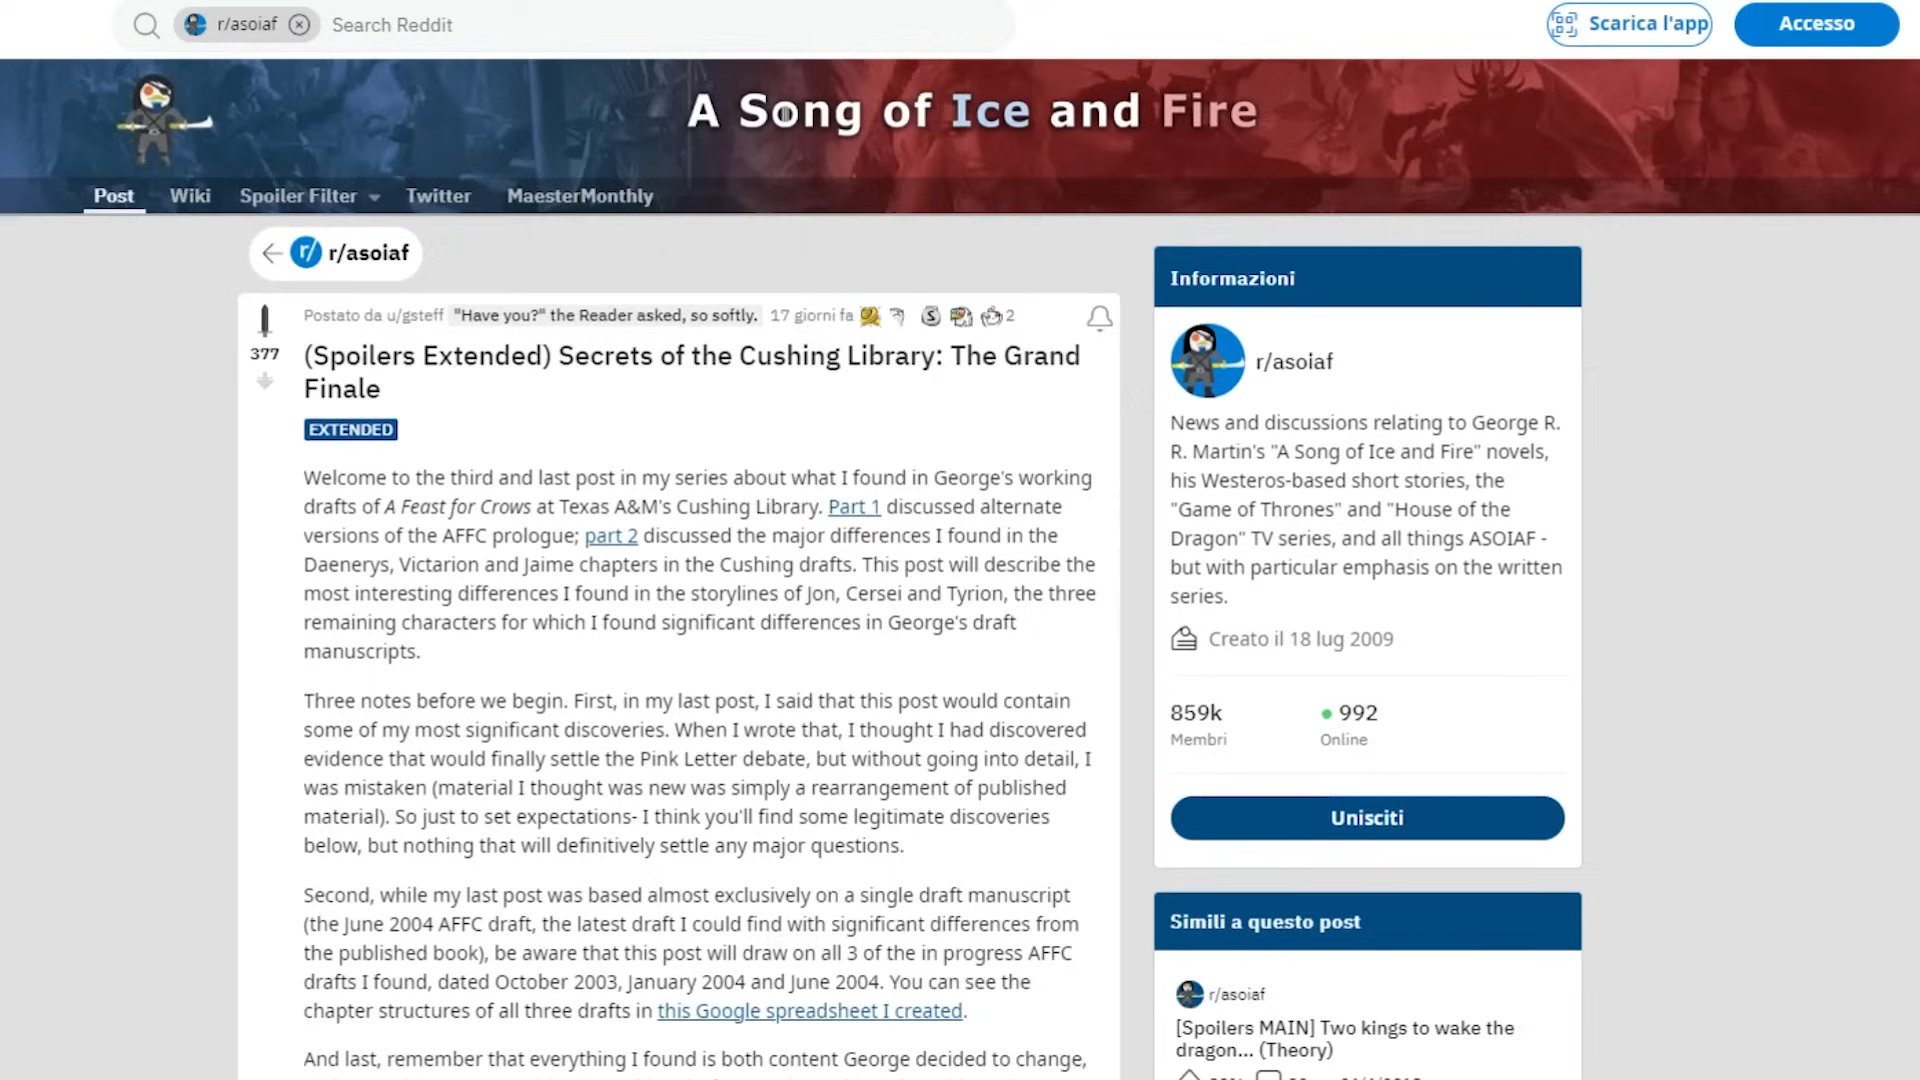 r/asoiaf
Search Reddit
Scarica l'app
Accesso
A Song of Ice and Fire
Post
Wiki
Spoiler Filter
Twitter
MaesterMonthly
r/ r/asoiaf
Postato da u/gsteff "Have you?" the Reader asked, so softly. 17 giorni fa 2
377
(Spoilers Extended) Secrets of the Cushing Library: The Grand
Finale
EXTENDED
Welcome to the third and last post in my series about what I found in George's working
drafts of A Feast for Crows at Texas A&M's Cushing Library. Part 1 discussed alternate
versions of the AFFC prologue; part 2 discussed the major differences I found in the
Daenerys, Victarion and Jaime chapters in the Cushing drafts. This post will describe the
most interesting differences I found in the storylines of Jon, Cersei and Tyrion, the three
remaining characters for which I found significant differences in George's draft
manuscripts.
Three notes before we begin. First, in my last post, I said that this post would contain
some of my most significant discoveries. When I wrote that, I thought I had discovered
evidence that would finally settle the Pink Letter debate, but without going into detail, I
was mistaken (material I thought was new was simply a rearrangement of published
material). So just to set expectations- I think you'll find some legitimate discoveries
below, but nothing that will definitively settle any major questions.
Second, while my last post was based almost exclusively on a single draft manuscript
(the June 2004 AFFC draft, the latest draft I could find with significant differences from
the published book), be aware that this post will draw on all 3 of the in progress AFFC
drafts I found, dated October 2003, January 2004 and June 2004. You can see the
chapter structures of all three drafts in this Google spreadsheet I created.
And last, remember that everything I found is both content George decided to change,
Informazioni
r/asoiaf
News and discussions relating to George R.
R. Martin's "A Song of Ice and Fire" novels,
his Westeros-based short stories, the
"Game of Thrones" and "House of the
Dragon" TV series, and all things ASOIAF -
but with particular emphasis on the written
series.
Creato il 18 lug 2009
859k
Membri
992
Online
Unisciti
Simili a questo post
r/asoiaf
[Spoilers MAIN] Two kings to wake the
dragon... (Theory)